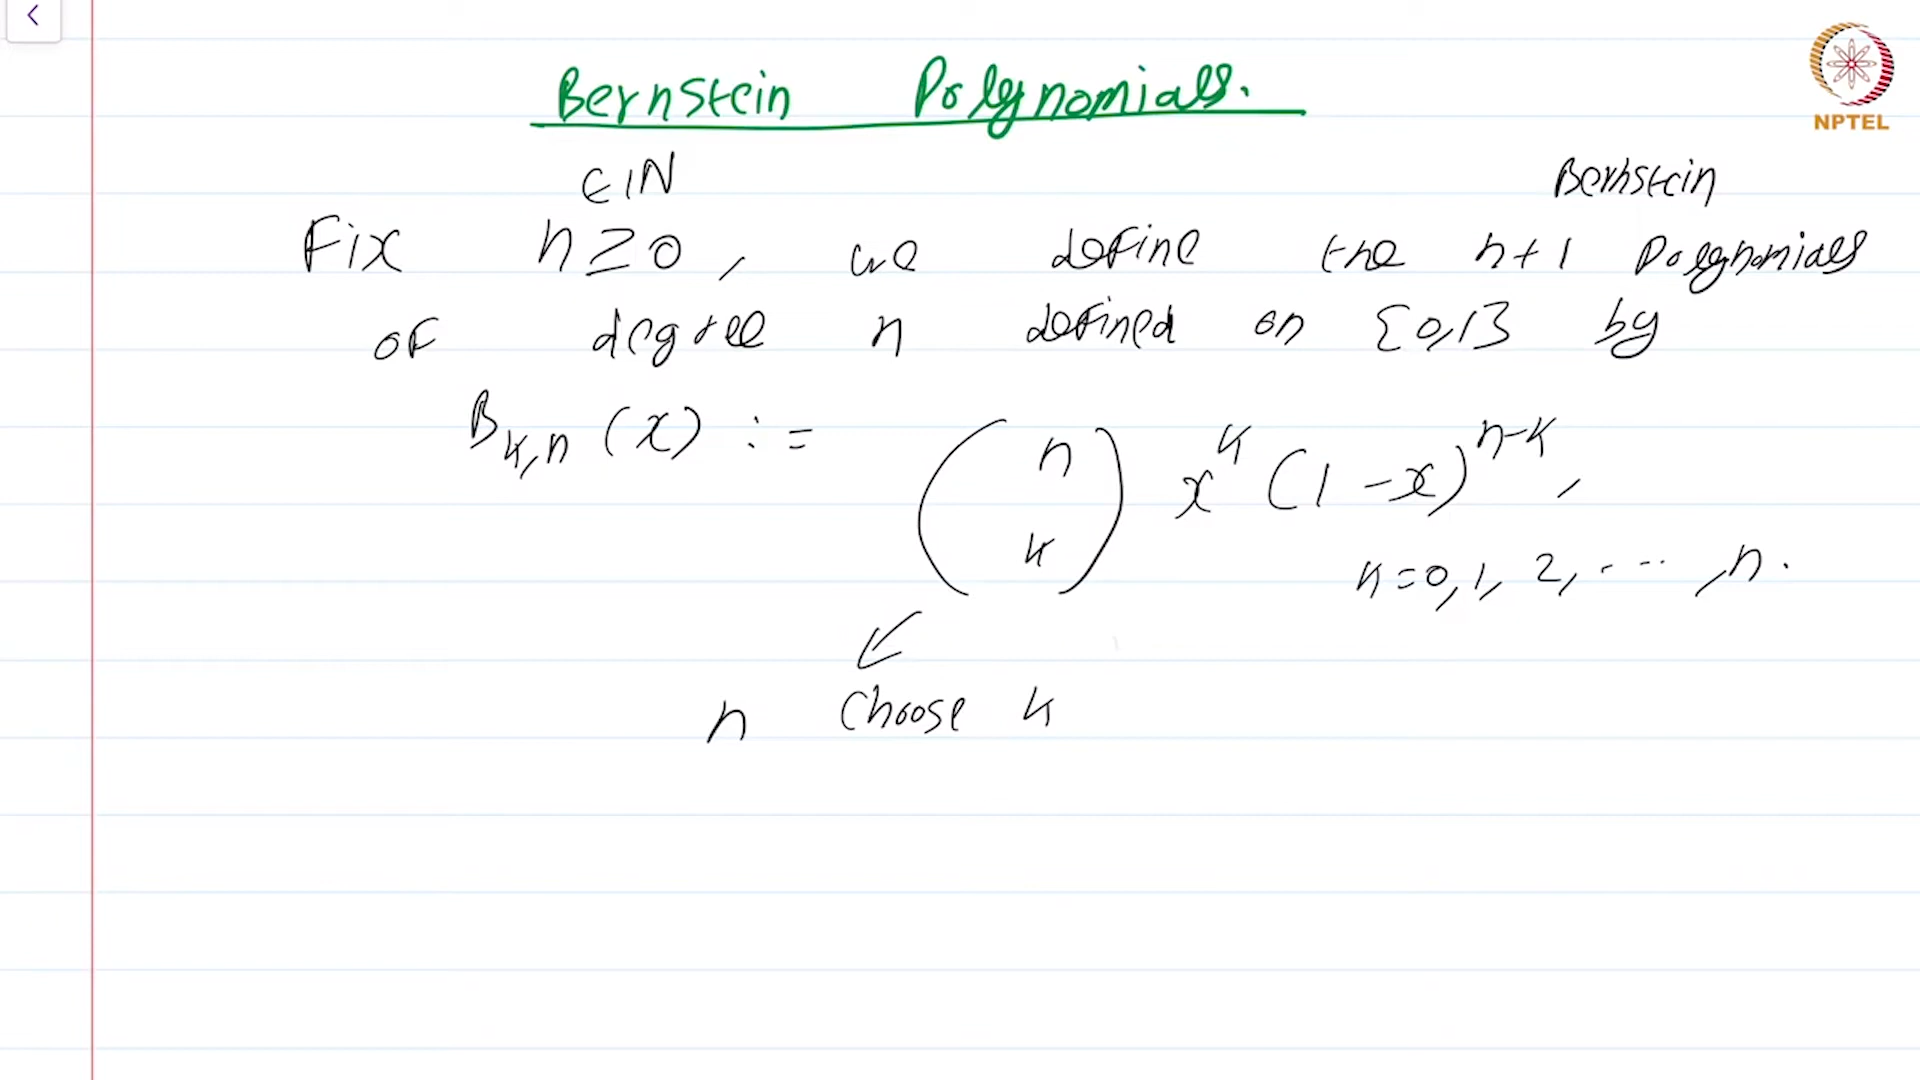 Bernstein Polynomials.
NPTEL
∈ℕ
Bernstein
Fix n≥0, we define the n+1 Polynomials
of degree n defined on {0,1} by
B_{k,n}(x) := \binom{n}{k} x^k (1-x)^{n-k},
k=0,1,2,...,n.
n choose k